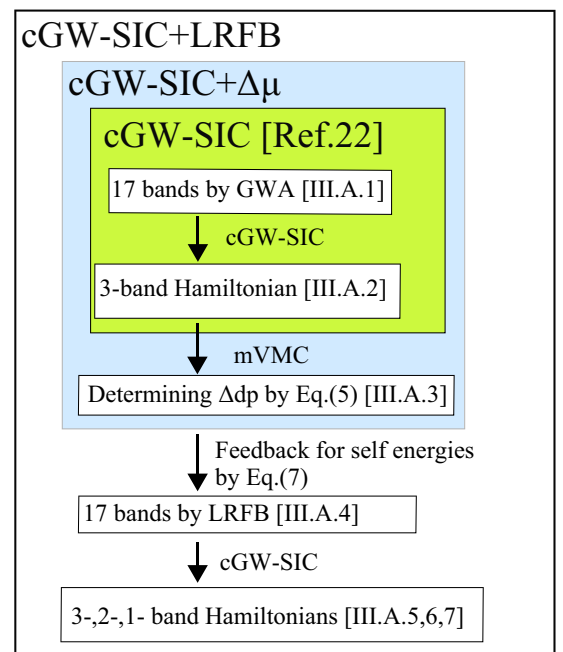 cGW-SIC+LRFB
cGW-SIC+Δμ
cGW-SIC [Ref.22]
17 bands by GWA [III.A.1]
cGW-SIC
3-band Hamiltonian [III.A.2]
mVMC
Determining Δdp by Eq.(5) [III.A.3]
Feedback for self energies
by Eq.(7)
17 bands by LRFB [III.A.4]
cGW-SIC
3-,2-,1- band Hamiltonians [III.A.5,6,7]